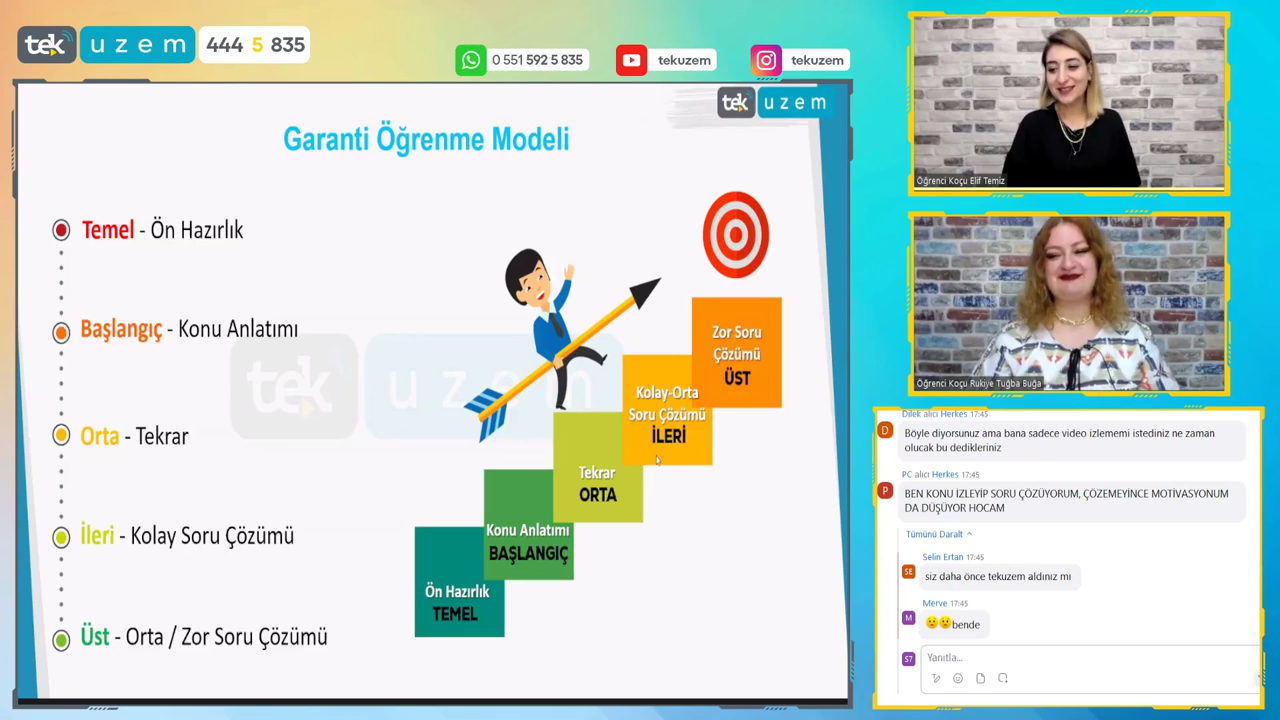 tek uzem 444 5 835
0 551 592 5 835
tekuzem
tekuzem
tek uzem
Garanti Öğrenme Modeli
Temel - Ön Hazırlık
Başlangıç - Konu Anlatımı
Orta - Tekrar
İleri - Kolay Soru Çözümü
Üst - Orta / Zor Soru Çözümü
tek uzem
Zor Soru
Çözümü
ÜST
Kolay-Orta
Soru Çözümü
İLERİ
Tekrar
ORTA
Konu Anlatımı
BAŞLANGIÇ
Ön Hazırlık
TEMEL
Öğrenci Koçu Elif Temiz
Öğrenci Koçu Rukiye Tuğba Buğa
Dilek alıcı Herkes 17:45
D
Böyle diyorsunuz ama bana sadece video izlememi istediniz ne zaman
olucak bu dedikleriniz
PC alıcı Herkes 17:45
P
BEN KONU İZLEYİP SORU ÇÖZÜYORUM, ÇÖZEMEYİNCE MOTİVASYONUM
DA DÜŞÜYOR HOCAM
Tümünü Daralt
Selin Ertan 17:45
SE
siz daha önce tekuzem aldınız mı
Merve 17:45
M
bende
S7
Yanıtla...